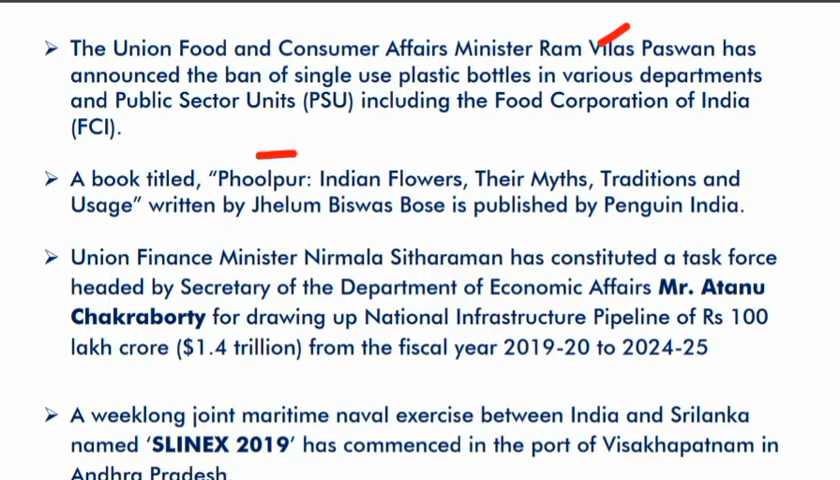 ➢ The Union Food and Consumer Affairs Minister Ram Vilas Paswan has
announced the ban of single use plastic bottles in various departments
and Public Sector Units (PSU) including the Food Corporation of India
(FCI).
➢ A book titled, “Phoolpur: Indian Flowers, Their Myths, Traditions and
Usage” written by Jhelum Biswas Bose is published by Penguin India.
➢ Union Finance Minister Nirmala Sitharaman has constituted a task force
headed by Secretary of the Department of Economic Affairs Mr. Atanu
Chakraborty for drawing up National Infrastructure Pipeline of Rs 100
lakh crore ($1.4 trillion) from the fiscal year 2019-20 to 2024-25
➢ A weeklong joint maritime naval exercise between India and Srilanka
named ‘SLINEX 2019’ has commenced in the port of Visakhapatnam in
Andhra Pradesh.